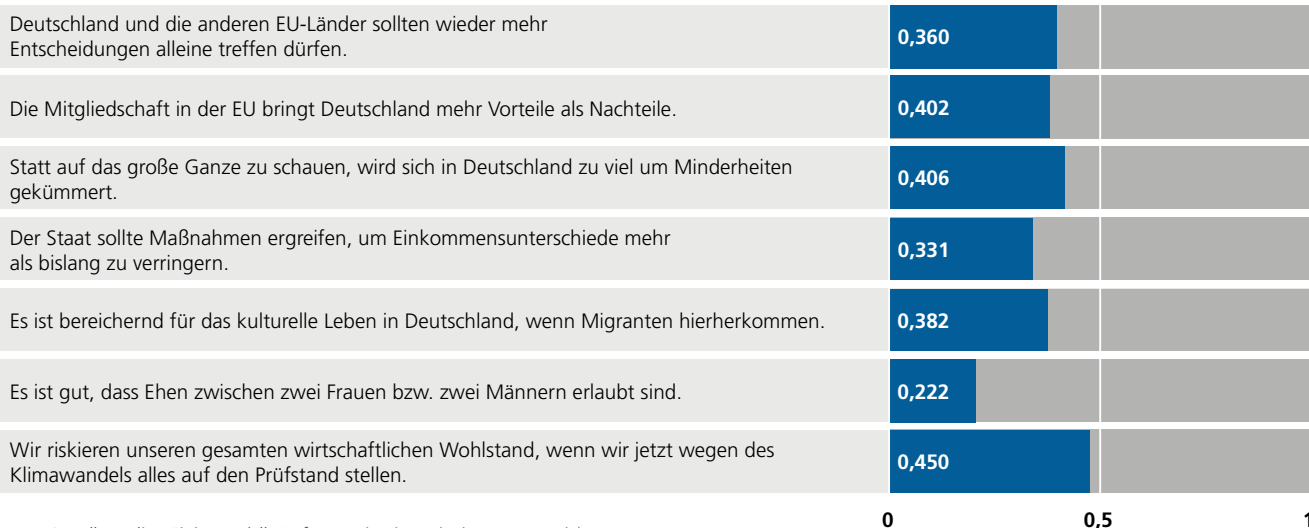 Deutschland und die anderen EU-Länder sollten wieder mehr
Entscheidungen alleine treffen dürfen.
0,360
Die Mitgliedschaft in der EU bringt Deutschland mehr Vorteile als Nachteile.
0,402
Statt auf das große Ganze zu schauen, wird sich in Deutschland zu viel um Minderheiten
gekümmert.
0,406
Der Staat sollte Maßnahmen ergreifen, um Einkommensunterschiede mehr
als bislang zu verringern.
0,331
Es ist bereichernd für das kulturelle Leben in Deutschland, wenn Migranten hierherkommen.
0,382
Es ist gut, dass Ehen zwischen zwei Frauen bzw. zwei Männern erlaubt sind.
0,222
Wir riskieren unseren gesamten wirtschaftlichen Wohlstand, wenn wir jetzt wegen des
Klimawandels alles auf den Prüfstand stellen.
0,450
0 0,5 1